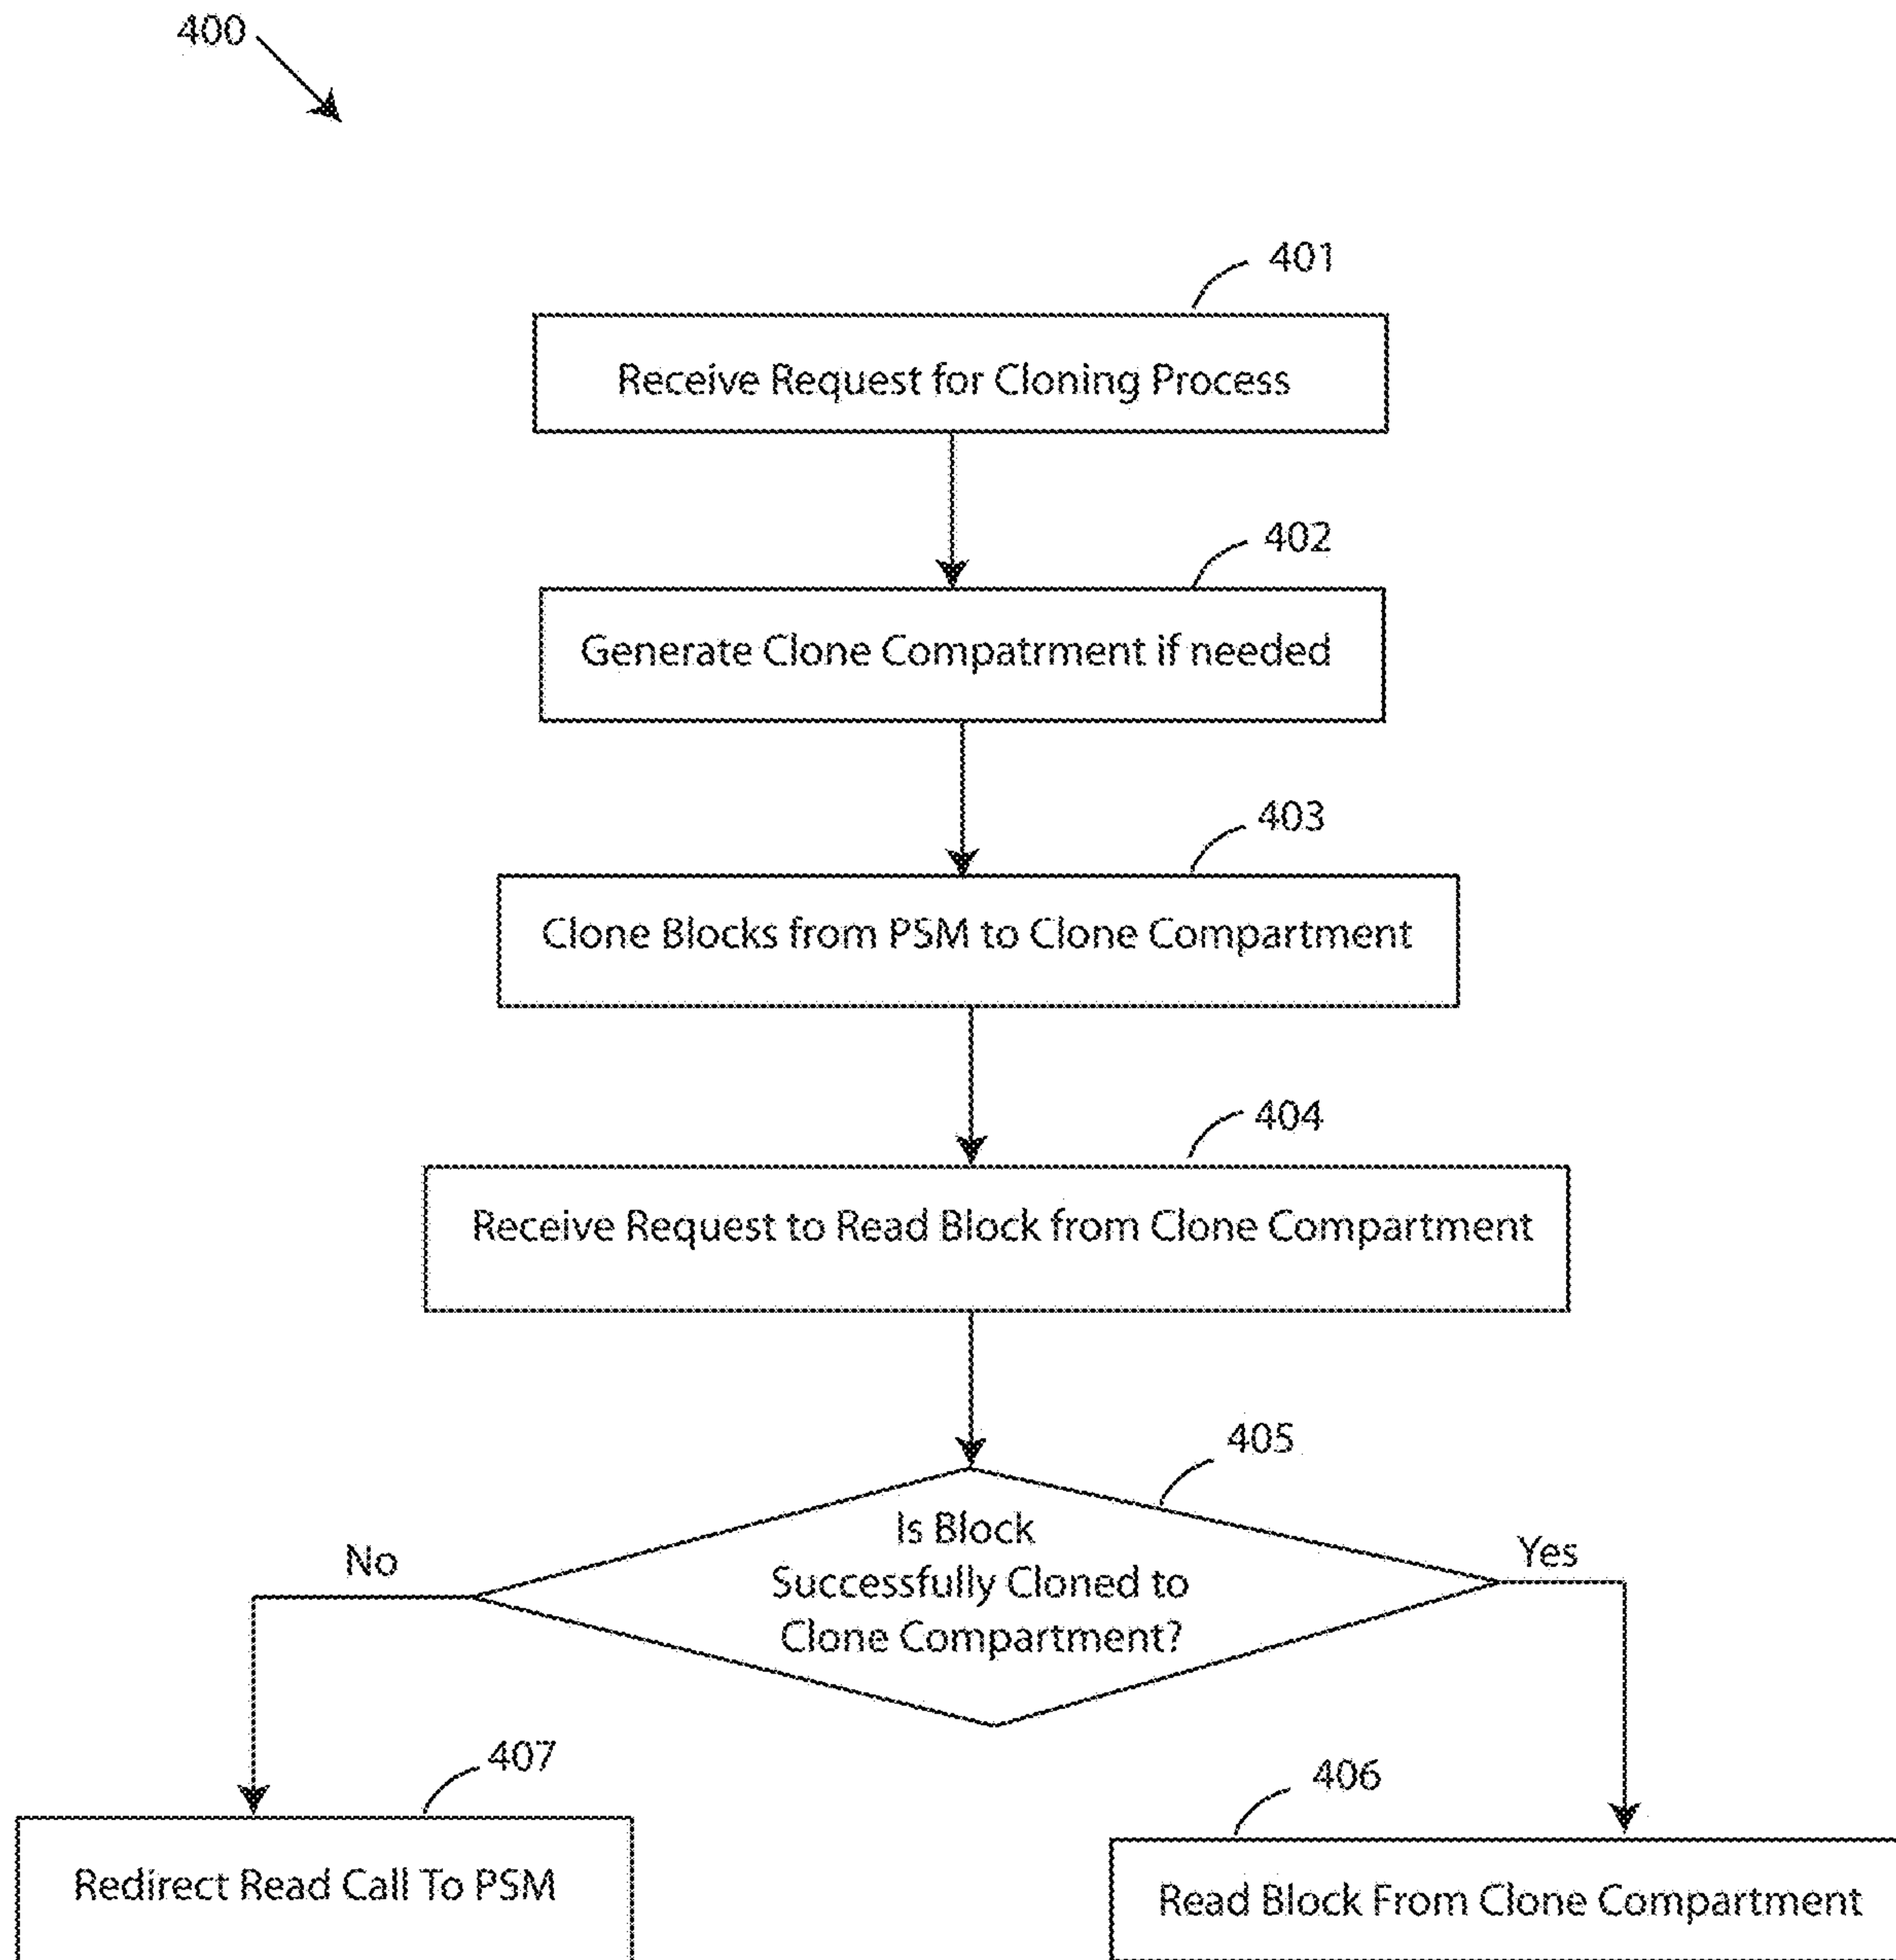 400
401
Receive Request for Cloning Process
402
Generate Clone Compatrment if needed
403
Clone Blocks from PSM to Clone Compartment
404
Receive Request to Read Block from Clone Compartment
405
Is Block
Successfully Cloned to
Clone Compartment?
No
Yes
407
Redirect Read Call To PSM
406
Read Block From Clone Compartment